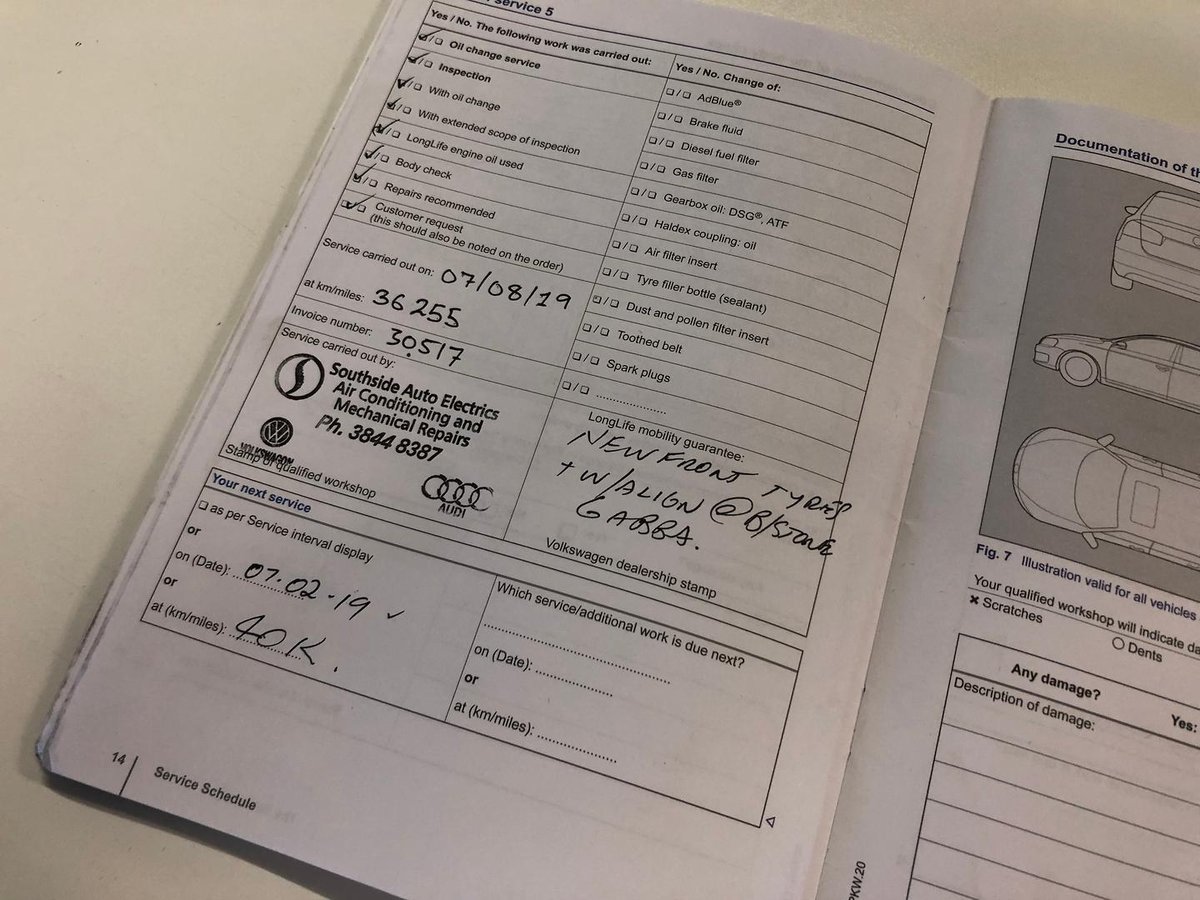 service 5
Yes / No. The following work was carried out:
Oil change service
Inspection
With oil change
With extended scope of inspection
LongLife engine oil used
Body check
Repairs recommended
Customer request
(this should also be noted on the order)
Service carried out on: 07/08/19
at km/miles: 36255
Invoice number: 30517
Service carried out by:
Southside Auto Electrics
Air Conditioning and
Mechanical Repairs
Ph. 3844 8387
VOLKSWAGON
AUDI
Stamp of qualified workshop
Yes / No. Change of:
AdBlue®
Brake fluid
Diesel fuel filter
Gas filter
Gearbox oil: DSG®, ATF
Haldex coupling: oil
Air filter insert
Tyre filler bottle (sealant)
Dust and pollen filter insert
Toothed belt
Spark plugs
LongLife mobility guarantee:
NEW FRONT TYRES
+ W/ALIGN @ B/STONE
GABBA.
Volkswagen dealership stamp
Your next service
as per Service interval display
or
on (Date): 07.02.19
or
at (km/miles): 40K.
Which service/additional work is due next?
on (Date):
or
at (km/miles):
14
Service Schedule
Documentation of th
Fig. 7 Illustration valid for all vehicles
Your qualified workshop will indicate da
× Scratches
Dents
Any damage?
Yes:
Description of damage:
PKW.20